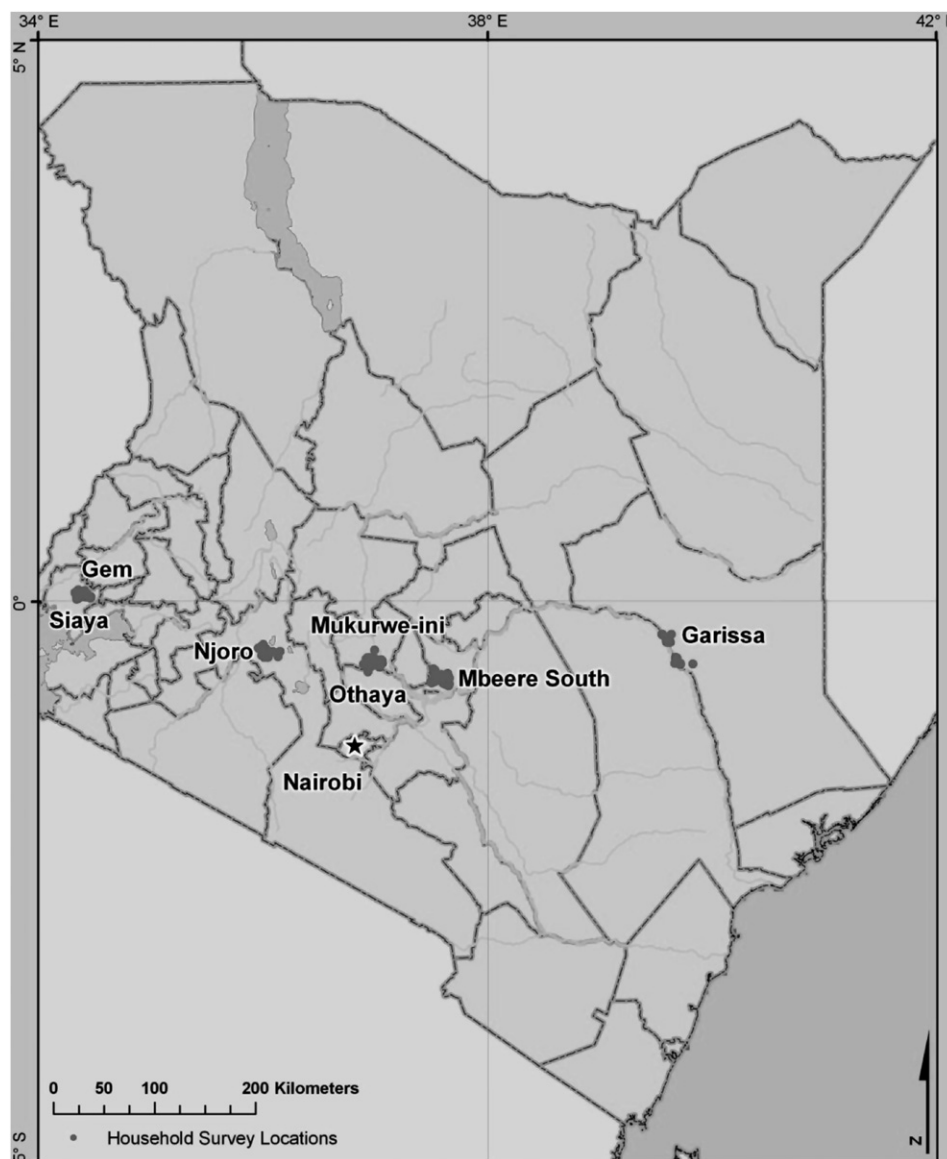 34° E
38° E
42° E
5° N
Gem
0°
Siaya
Mukurwe-ini
Njoro
Garissa
Othaya
Mbeere South
Nairobi
0 50 100 200 Kilometers
Household Survey Locations
5° S
N